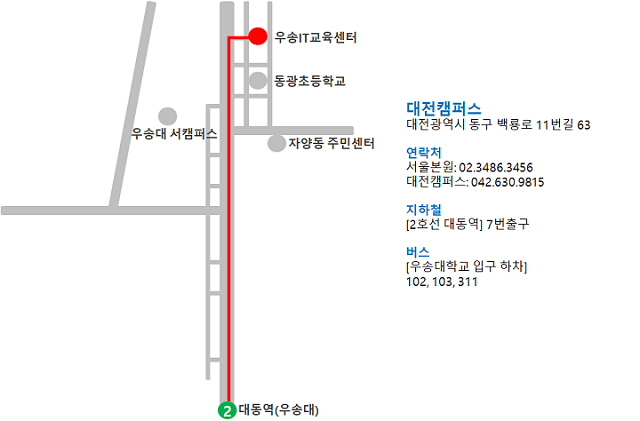 우송IT교육센터
동광초등학교
우송대 서캠퍼스
자양동 주민센터
2
대동역(우송대)
대전캠퍼스
대전광역시 동구 백룡로 11번길 63
연락처
서울본원: 02.3486.3456
대전캠퍼스: 042.630.9815
지하철
[2호선 대동역] 7번출구
버스
[우송대학교 입구 하차]
102, 103, 311